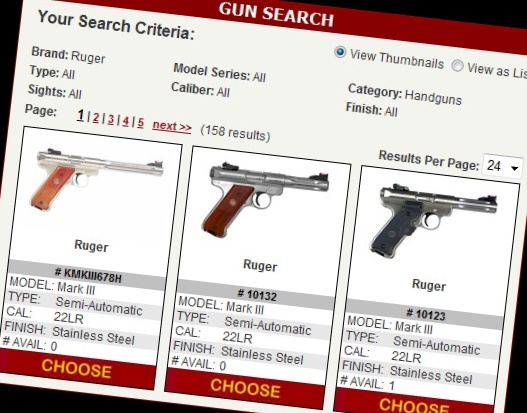 GUN SEARCH
Your Search Criteria:
View Thumbnails
View as Lis
Brand: Ruger
Model Series: All
Category: Handguns
Type: All
Caliber: All
Finish: All
Sights: All
Page: 1 | 2 | 3 | 4 | 5 next >> (158 results)
Results Per Page: 24
Ruger
# KMKIII678H
MODEL: Mark III
TYPE: Semi-Automatic
CAL: 22LR
FINISH: Stainless Steel
# AVAIL: 0
CHOOSE
Ruger
# 10132
MODEL: Mark III
TYPE: Semi-Automatic
CAL: 22LR
FINISH: Stainless Steel
# AVAIL: 0
CHOOSE
Ruger
# 10123
MODEL: Mark III
TYPE: Semi-Automatic
CAL: 22LR
FINISH: Stainless Steel
# AVAIL: 1
CHOOSE